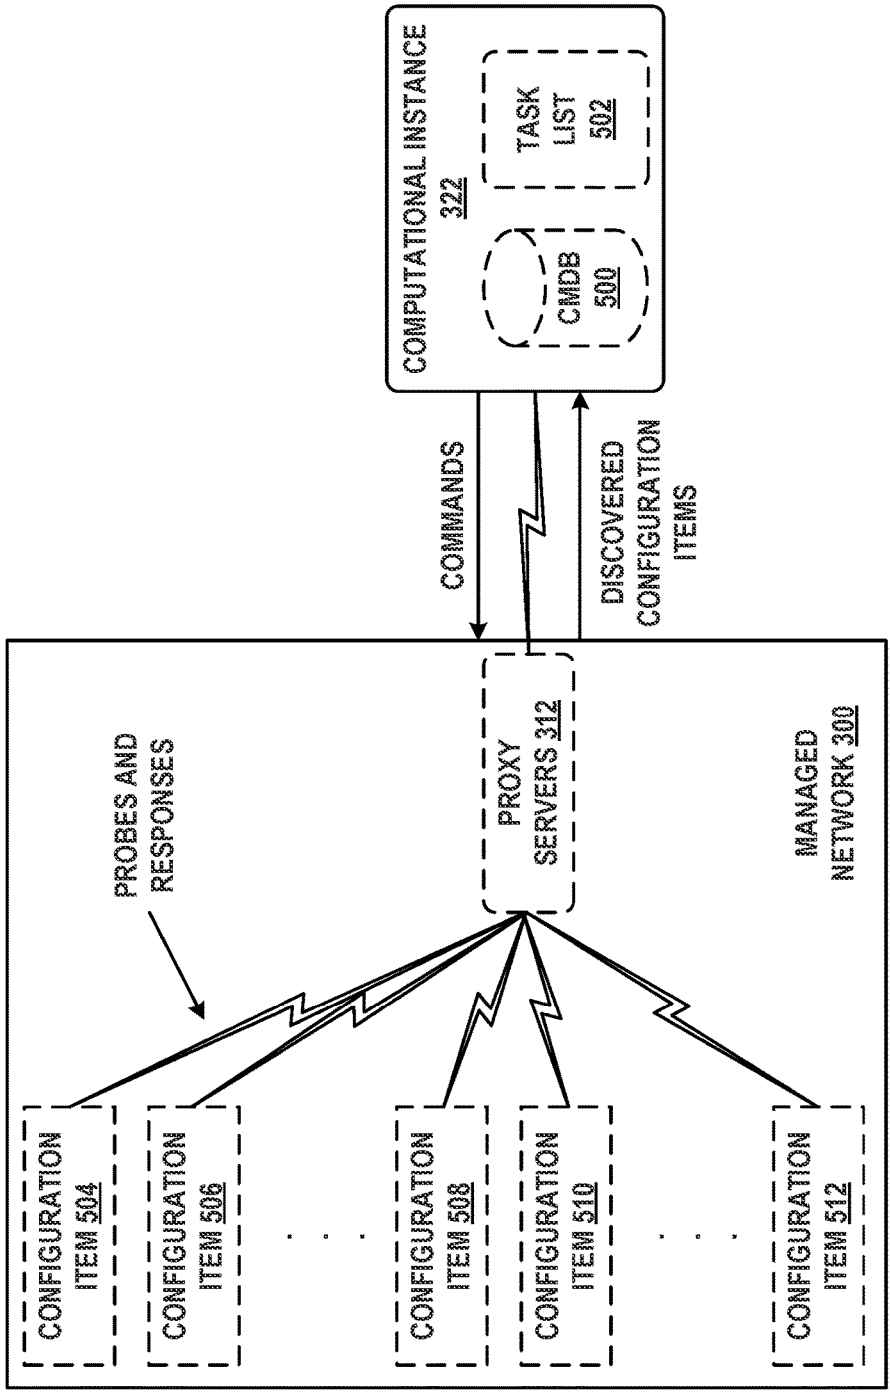 COMPUTATIONAL INSTANCE
322
CMDB
500
TASK
LIST
502
COMMANDS
DISCOVERED
CONFIGURATION
ITEMS
PROBES AND
RESPONSES
PROXY
SERVERS 312
MANAGED
NETWORK 300
CONFIGURATION
ITEM 504
CONFIGURATION
ITEM 506
CONFIGURATION
ITEM 508
CONFIGURATION
ITEM 510
CONFIGURATION
ITEM 512